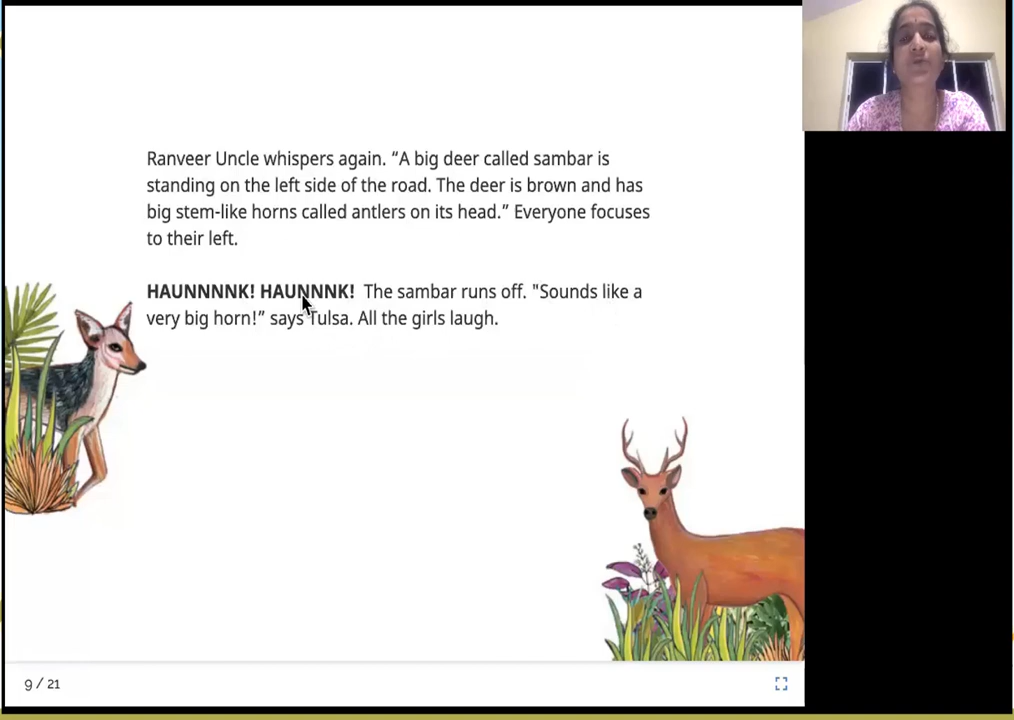 Ranveer Uncle whispers again. “A big deer called sambar is
standing on the left side of the road. The deer is brown and has
big stem-like horns called antlers on its head.” Everyone focuses
to their left.
HAUNNNNK! HAUNNNK! The sambar runs off. "Sounds like a
very big horn!” says Tulsa. All the girls laugh.
9 / 21